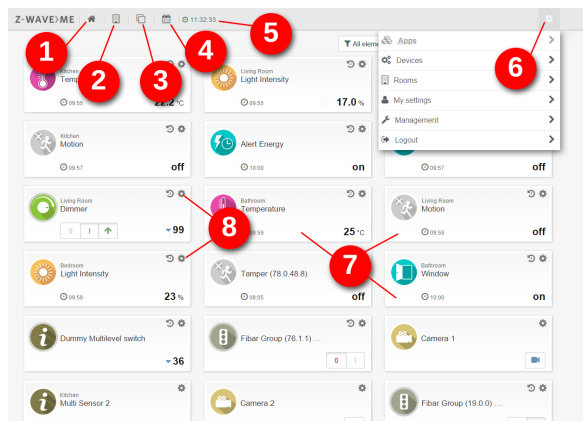 Z-WAVE>ME
11:32:33
1
2
3
4
5
6
7
8
All eleme
Apps
Devices
Rooms
My settings
Management
Logout
Kitchen
Temp
09:55
22.2 °C
Living Room
Light Intensity
09:55
17.0 %
Kitchen
Motion
09:57
off
Alert Energy
10:00
on
09:57
off
Living Room
Dimmer
0 I
99
Bathroom
Temperature
09:59
25 °C
Living Room
Motion
09:59
off
Bedroom
Light Intensity
09:58
23 %
Tamper (78.0.48.8)
08:05
off
Bathroom
Window
10:00
on
Dummy Multilevel switch
36
Fibar Group (76.1.1) ...
0 I
Camera 1
Kitchen
Multi Sensor 2
Camera 2
Fibar Group (19.0.0) ...